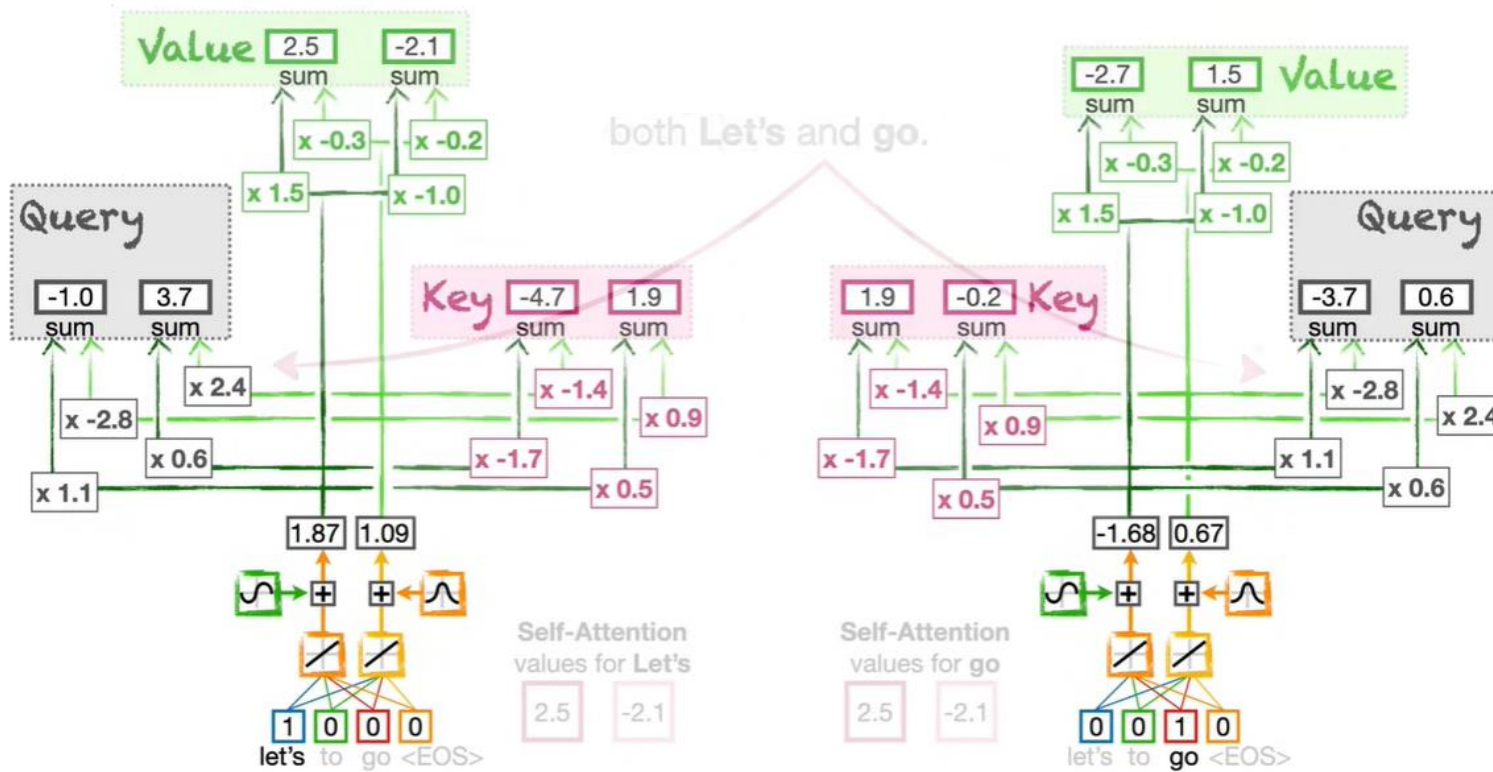 Value 2.5 -2.1
sum sum
x -0.3 x -0.2
x 1.5 x -1.0
Query
-1.0 3.7
sum sum
Key -4.7 1.9
sum sum
x 2.4 x -1.4
x -2.8 x 0.9
x 0.6 x -1.7
x 1.1 x 0.5
1.87 1.09
+ +
1 0 0 0
let's to go <EOS>
both Let's and go.
Self-Attention
values for Let's
2.5 -2.1
-2.7 1.5 Value
sum sum
x -0.3 x -0.2
x 1.5 x -1.0
Query
-3.7 0.6
sum sum
1.9 -0.2 Key
sum sum
x -1.4 x -2.8
x 0.9 x 2.4
x -1.7 x 1.1
x 0.5 x 0.6
-1.68 0.67
+ +
0 0 1 0
let's to go <EOS>
Self-Attention
values for go
2.5 -2.1